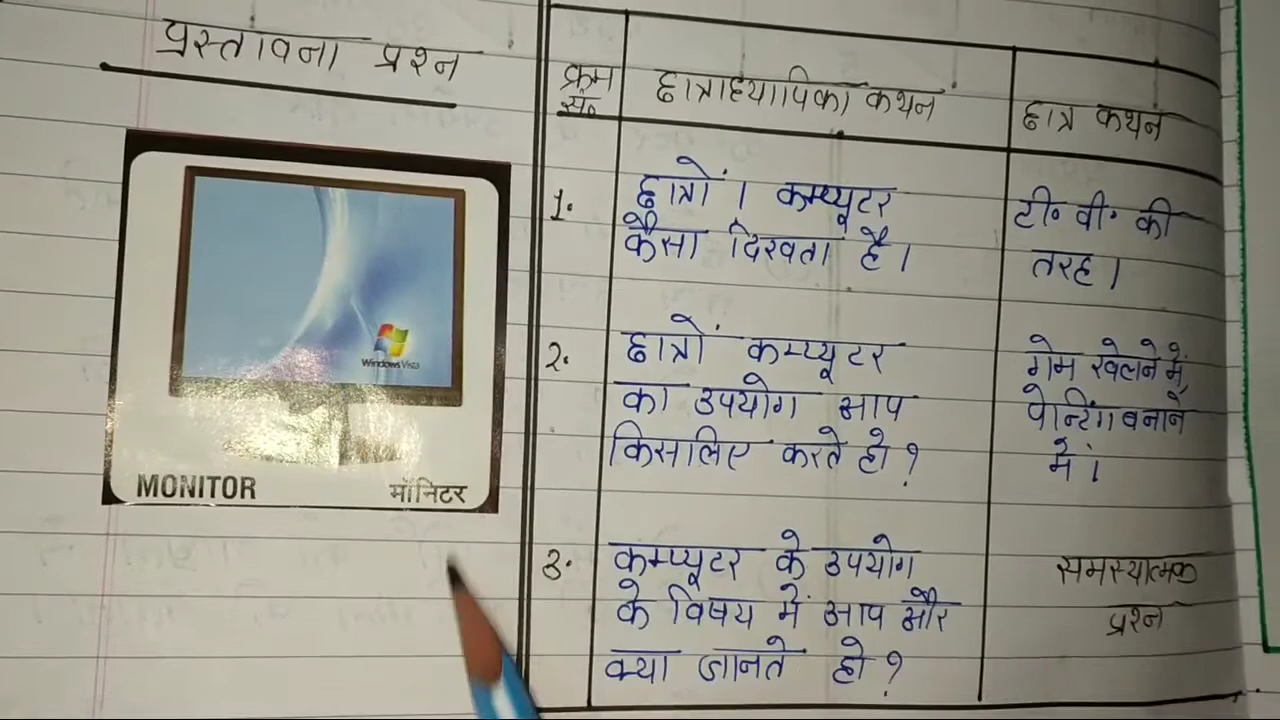 प्रस्तावना प्रश्न
Windows Vista
MONITOR मॉनिटर
क्रम सं० छात्राध्यापिका कथन छात्र कथन
1. छात्रों। कम्प्यूटर
कैसा दिखता है।
टी० वी० की
तरह।
2. छात्रों कम्प्यूटर
का उपयोग आप
किसलिए करते हो?
गेम खेलने में,
पेन्टिंग बनाने
में।
3. कम्प्यूटर के उपयोग
के विषय में आप और
क्या जानते हो?
समस्यात्मक
प्रश्न